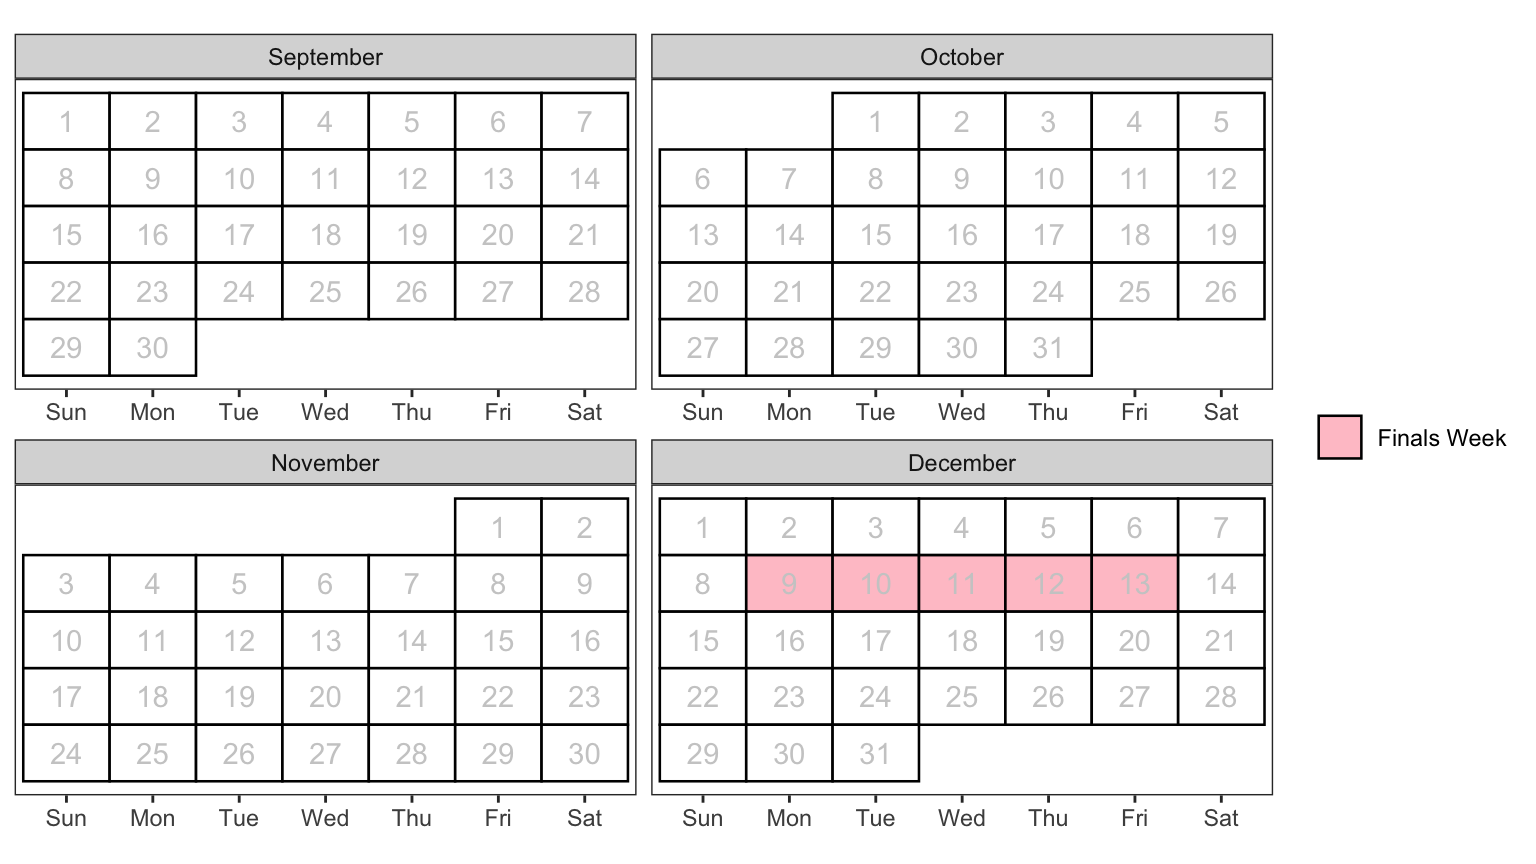 September
1 2 3 4 5 6 7
8 9 10 11 12 13 14
15 16 17 18 19 20 21
22 23 24 25 26 27 28
29 30
Sun Mon Tue Wed Thu Fri Sat
October
1 2 3 4 5
6 7 8 9 10 11 12
13 14 15 16 17 18 19
20 21 22 23 24 25 26
27 28 29 30 31
Sun Mon Tue Wed Thu Fri Sat
November
1 2
3 4 5 6 7 8 9
10 11 12 13 14 15 16
17 18 19 20 21 22 23
24 25 26 27 28 29 30
Sun Mon Tue Wed Thu Fri Sat
December
1 2 3 4 5 6 7
8 9 10 11 12 13 14
15 16 17 18 19 20 21
22 23 24 25 26 27 28
29 30 31
Sun Mon Tue Wed Thu Fri Sat
Finals Week